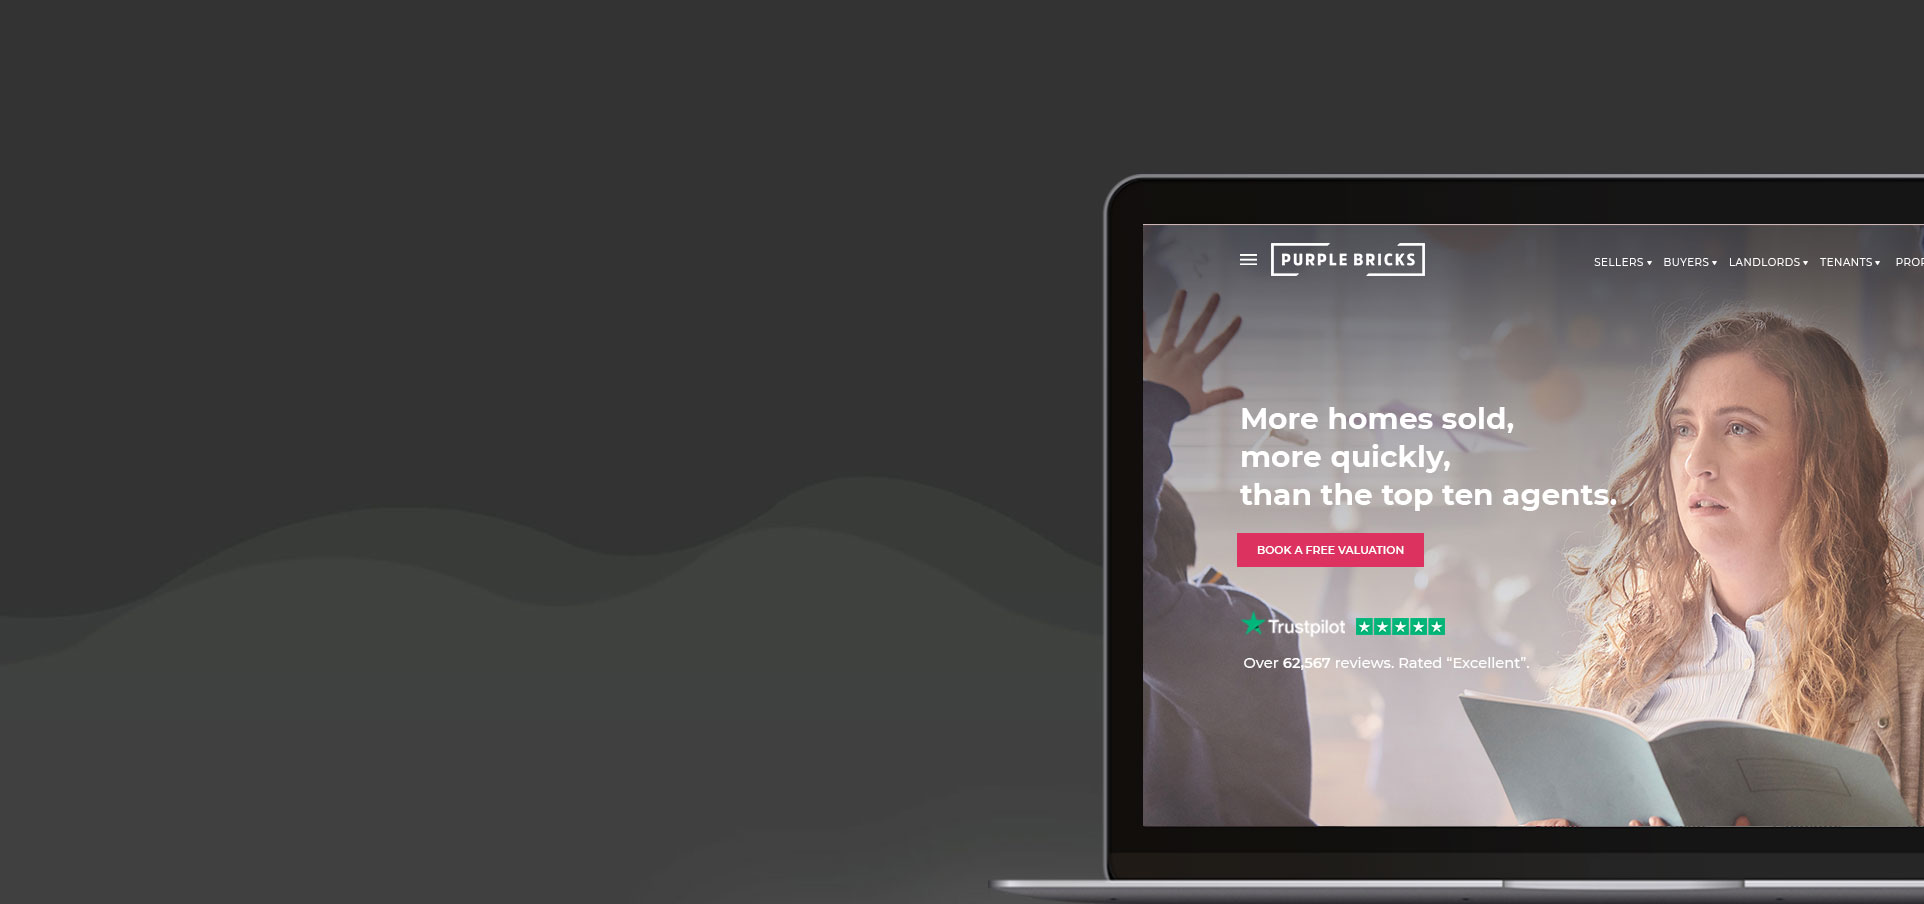 PURPLE BRICKS
SELLERS BUYERS LANDLORDS TENANTS PROP
More homes sold,
more quickly,
than the top ten agents.
BOOK A FREE VALUATION
Trustpilot
Over 62,567 reviews. Rated “Excellent”.